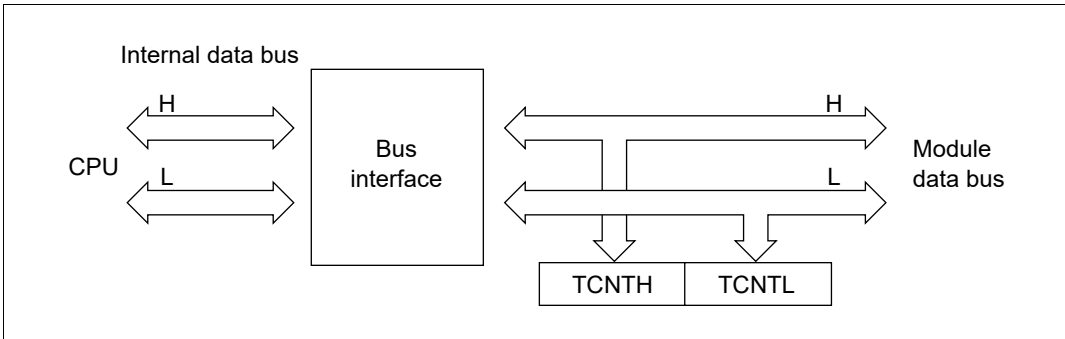 Internal data bus
H
H
CPU
Bus
interface
Module
data bus
L
L
TCNTH
TCNTL